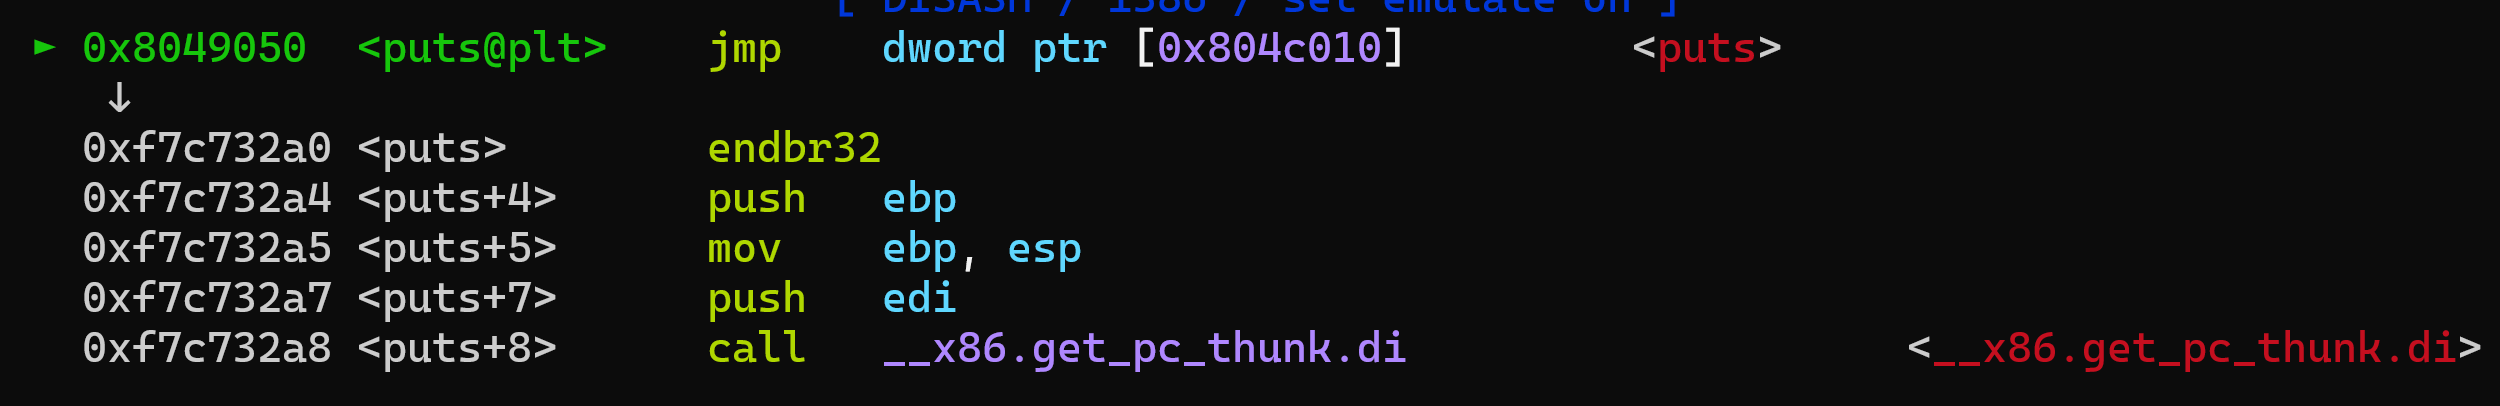 [ DISASM / i386 / set emulate on ]
► 0x8049050  <puts@plt>    jmp    dword ptr [0x804c010]         <puts>
   ↓
  0xf7c732a0 <puts>        endbr32
  0xf7c732a4 <puts+4>      push   ebp
  0xf7c732a5 <puts+5>      mov    ebp, esp
  0xf7c732a7 <puts+7>      push   edi
  0xf7c732a8 <puts+8>      call   __x86.get_pc_thunk.di                    <__x86.get_pc_thunk.di>